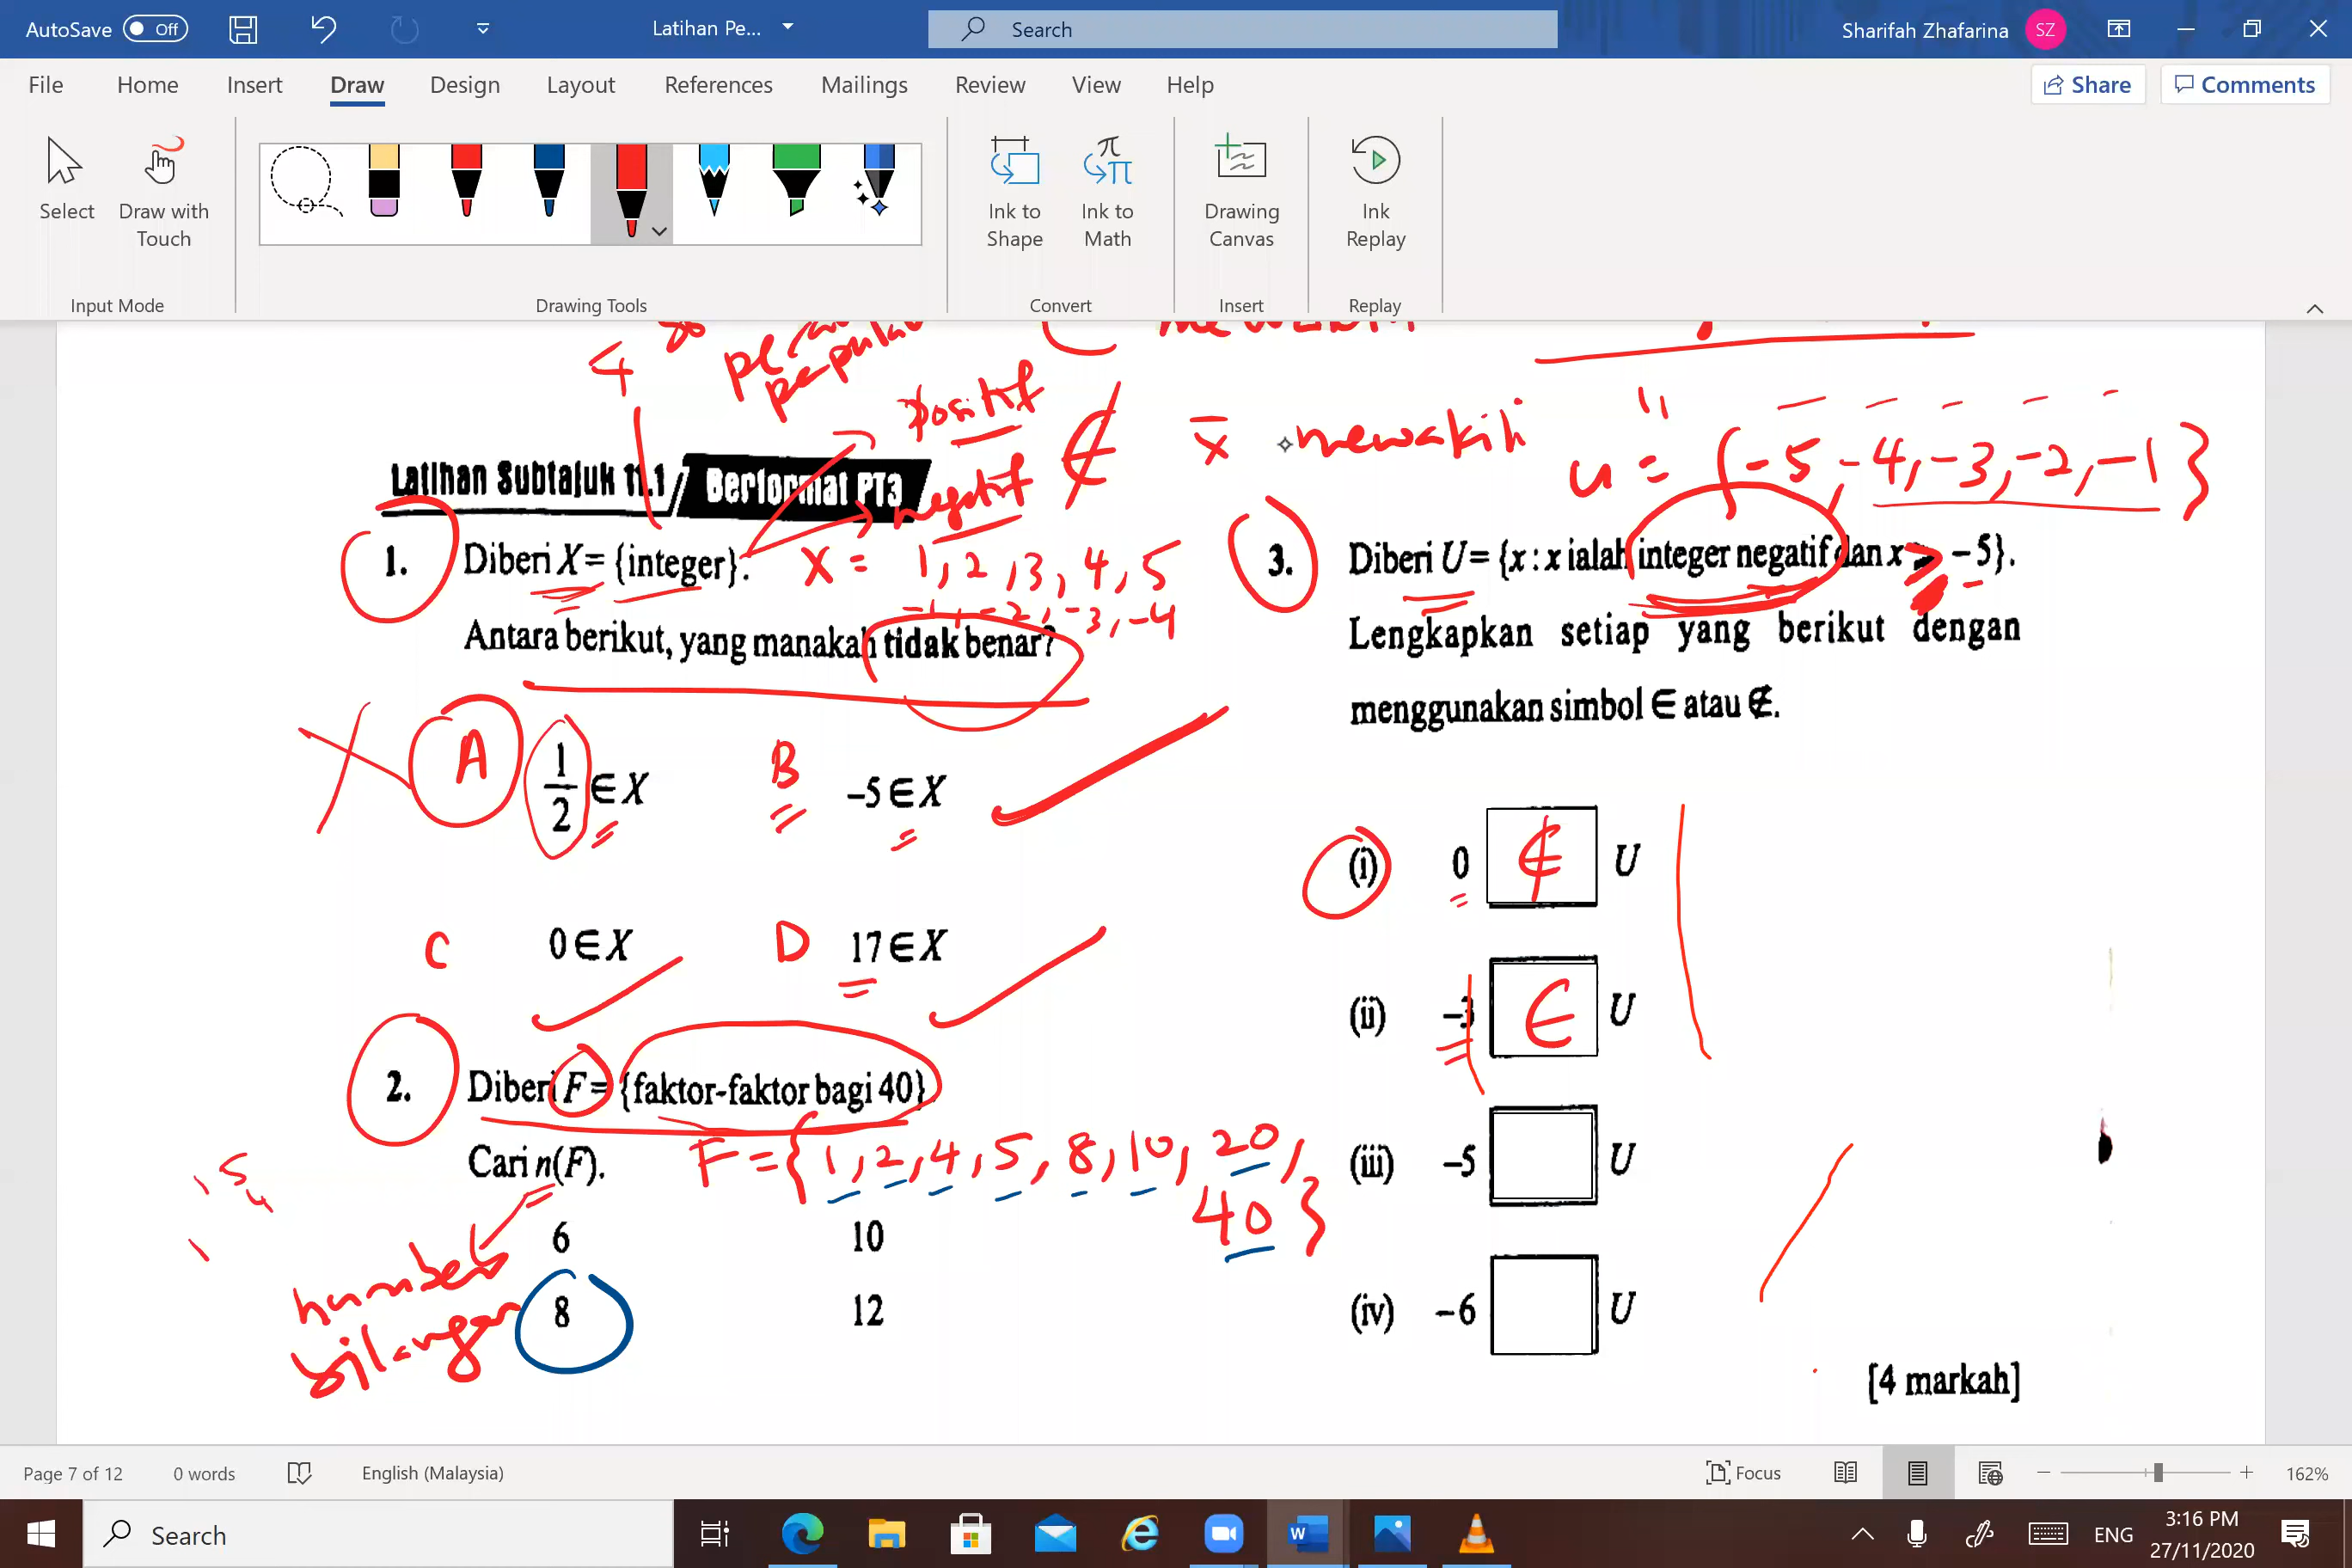 AutoSave Off Latihan Pe... Search Sharifah Zhafarina SZ
File Home Insert Draw Design Layout References Mailings Review View Help Share Comments
Select Draw with Touch Ink to Shape Ink to Math Drawing Canvas Ink Replay
Input Mode Drawing Tools Convert Insert Replay
4
positif
negatif
∉ x̄ mewakili
u = {-5, -4, -3, -2, -1}
Latihan Subtajuk 11.1 Berformat PT3
1. Diberi X = {integer}.
X = 1, 2, 3, 4, 5
-1, -2, -3, -4
Antara berikut, yang manakah tidak benar?
A 1/2 ∈ X B -5 ∈ X
C 0 ∈ X D 17 ∈ X
2. Diberi F = {faktor-faktor bagi 40}
Cari n(F).
F = {1, 2, 4, 5, 8, 10, 20, 40}
number
bilangan
6 10
8 12
3. Diberi U = {x : x ialah integer negatif dan x ≥ -5}.
Lengkapkan setiap yang berikut dengan
menggunakan simbol ∈ atau ∉.
(i) 0 ∉ U
(ii) -3 ∈ U
(iii) -5 U
(iv) -6 U
[4 markah]
Page 7 of 12 0 words English (Malaysia) Focus 162%
Search ENG 3:16 PM
27/11/2020